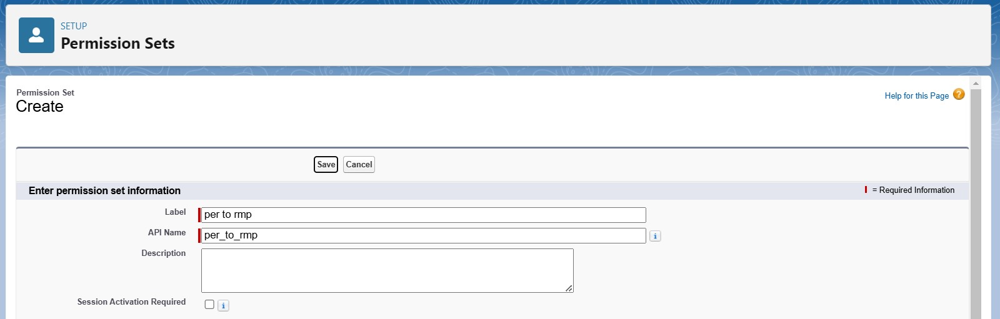 SETUP
Permission Sets
Permission Set
Create
Help for this Page ?
Save Cancel
Enter permission set information
= Required Information
Label per to rmp
API Name per_to_rmp i
Description
Session Activation Required i